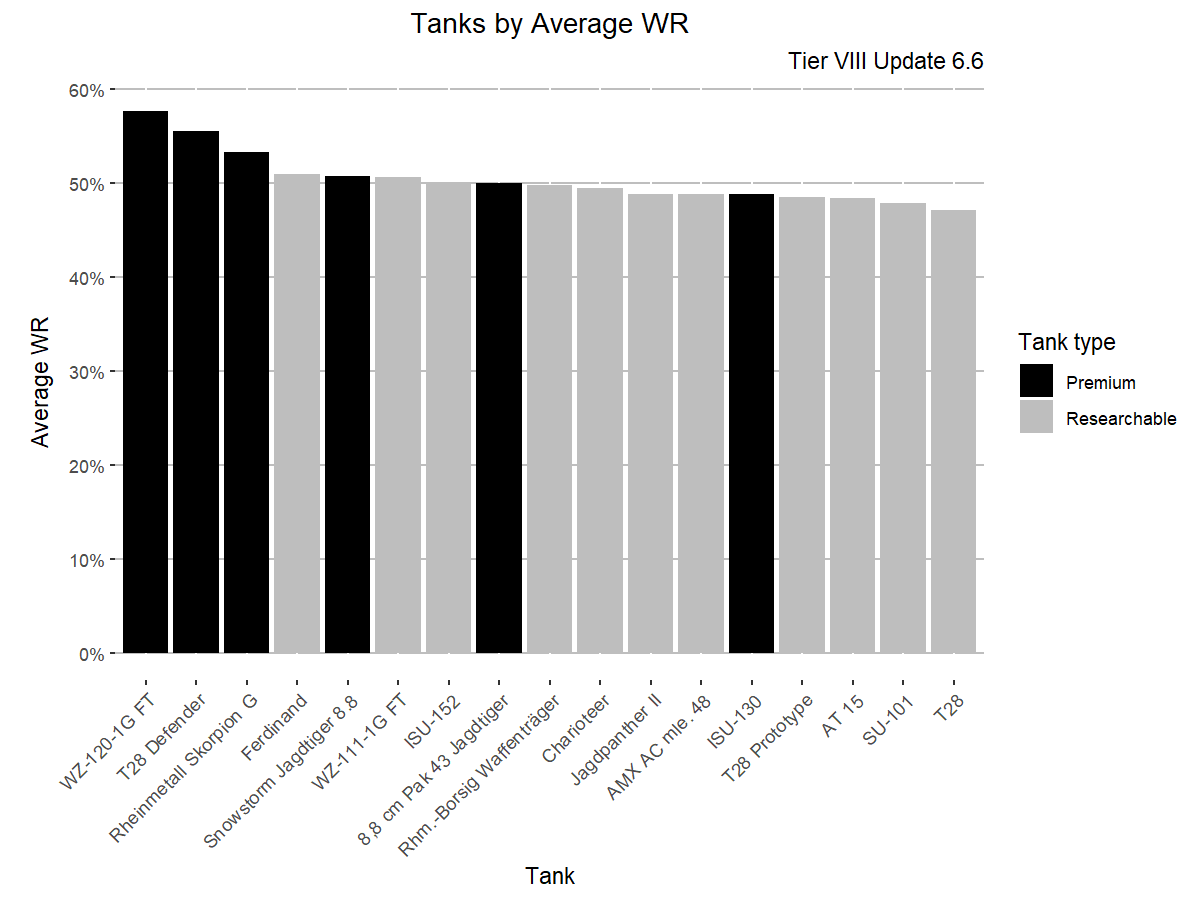 Tanks by Average WR
Tier VIII Update 6.6
60%
50%
40%
30%
20%
10%
0%
Average WR
WZ-120-1G FT
T28 Defender
Rheinmetall Skorpion G
Ferdinand
Snowstorm Jagdtiger 8.8
WZ-111-1G FT
ISU-152
8,8 cm Pak 43 Jagdtiger
Rhm.-Borsig Waffenträger
Charioteer
Jagdpanther II
AMX AC mle. 48
ISU-130
T28 Prototype
AT 15
SU-101
T28
Tank
Tank type
Premium
Researchable